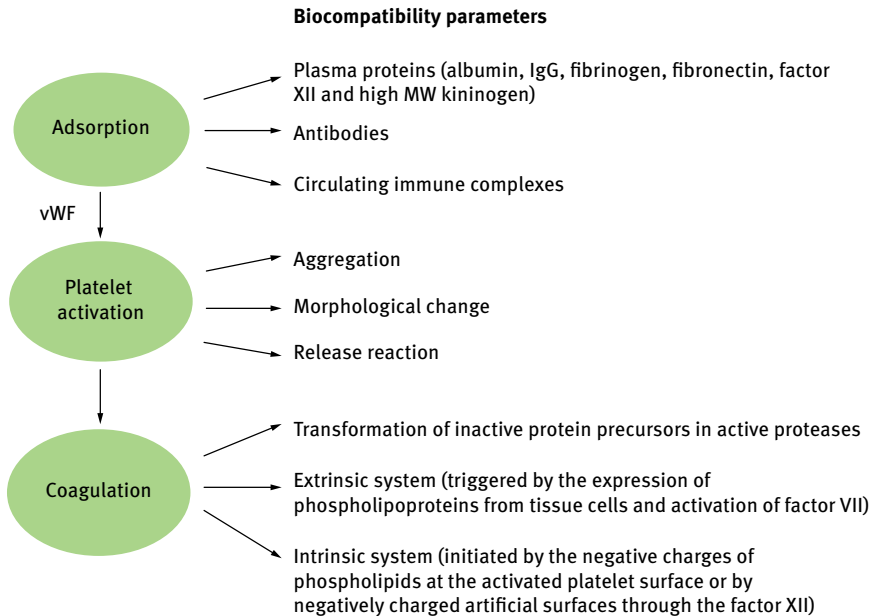 Biocompatibility parameters
Adsorption
Plasma proteins (albumin, IgG, fibrinogen, fibronectin, factor
XII and high MW kininogen)
Antibodies
Circulating immune complexes
vWF
Platelet
activation
Aggregation
Morphological change
Release reaction
Coagulation
Transformation of inactive protein precursors in active proteases
Extrinsic system (triggered by the expression of
phospholipoproteins from tissue cells and activation of factor VII)
Intrinsic system (initiated by the negative charges of
phospholipids at the activated platelet surface or by
negatively charged artificial surfaces through the factor XII)